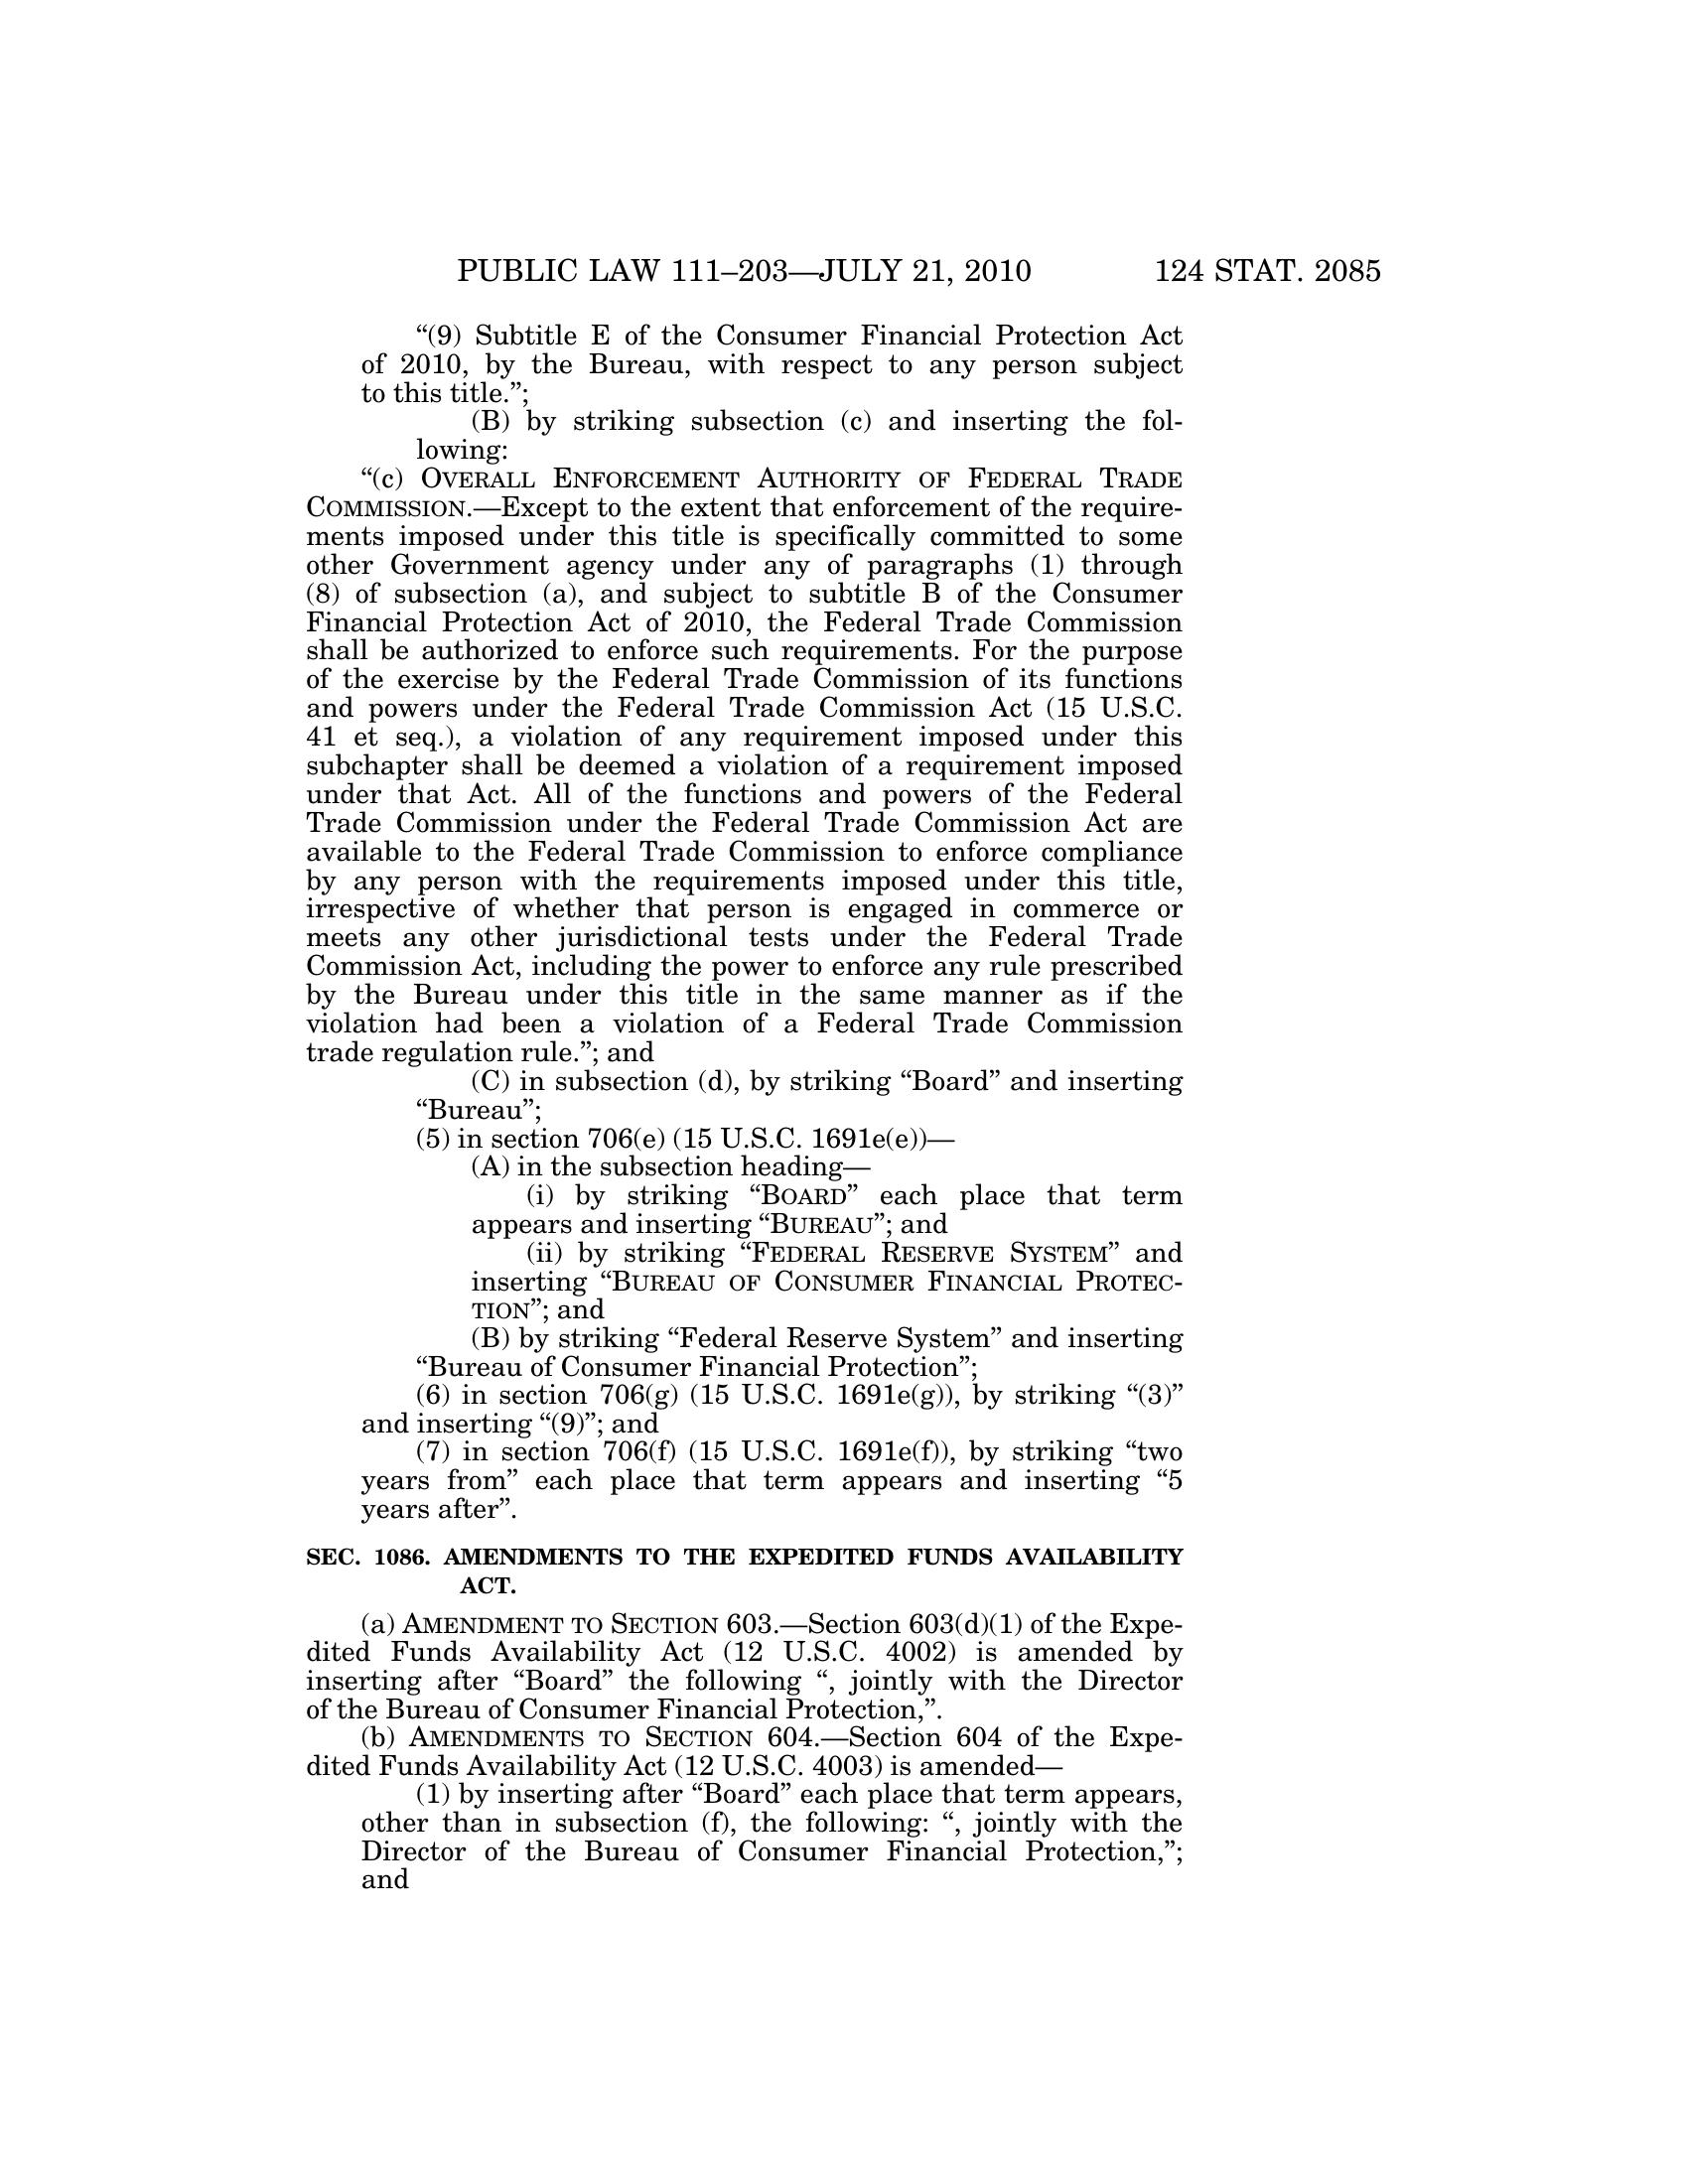 PUBLIC LAW 111–203—JULY 21, 2010 124 STAT. 2085
“(9) Subtitle E of the Consumer Financial Protection Act
of 2010, by the Bureau, with respect to any person subject
to this title.”;
(B) by striking subsection (c) and inserting the fol-
lowing:
“(c) OVERALL ENFORCEMENT AUTHORITY OF FEDERAL TRADE
COMMISSION.—Except to the extent that enforcement of the require-
ments imposed under this title is specifically committed to some
other Government agency under any of paragraphs (1) through
(8) of subsection (a), and subject to subtitle B of the Consumer
Financial Protection Act of 2010, the Federal Trade Commission
shall be authorized to enforce such requirements. For the purpose
of the exercise by the Federal Trade Commission of its functions
and powers under the Federal Trade Commission Act (15 U.S.C.
41 et seq.), a violation of any requirement imposed under this
subchapter shall be deemed a violation of a requirement imposed
under that Act. All of the functions and powers of the Federal
Trade Commission under the Federal Trade Commission Act are
available to the Federal Trade Commission to enforce compliance
by any person with the requirements imposed under this title,
irrespective of whether that person is engaged in commerce or
meets any other jurisdictional tests under the Federal Trade
Commission Act, including the power to enforce any rule prescribed
by the Bureau under this title in the same manner as if the
violation had been a violation of a Federal Trade Commission
trade regulation rule.”; and
(C) in subsection (d), by striking “Board” and inserting
“Bureau”;
(5) in section 706(e) (15 U.S.C. 1691e(e))—
(A) in the subsection heading—
(i) by striking “BOARD” each place that term
appears and inserting “BUREAU”; and
(ii) by striking “FEDERAL RESERVE SYSTEM” and
inserting “BUREAU OF CONSUMER FINANCIAL PROTEC-
TION”; and
(B) by striking “Federal Reserve System” and inserting
“Bureau of Consumer Financial Protection”;
(6) in section 706(g) (15 U.S.C. 1691e(g)), by striking “(3)”
and inserting “(9)”; and
(7) in section 706(f) (15 U.S.C. 1691e(f)), by striking “two
years from” each place that term appears and inserting “5
years after”.
SEC. 1086. AMENDMENTS TO THE EXPEDITED FUNDS AVAILABILITY
ACT.
(a) AMENDMENT TO SECTION 603.—Section 603(d)(1) of the Expe-
dited Funds Availability Act (12 U.S.C. 4002) is amended by
inserting after “Board” the following “, jointly with the Director
of the Bureau of Consumer Financial Protection,”.
(b) AMENDMENTS TO SECTION 604.—Section 604 of the Expe-
dited Funds Availability Act (12 U.S.C. 4003) is amended—
(1) by inserting after “Board” each place that term appears,
other than in subsection (f), the following: “, jointly with the
Director of the Bureau of Consumer Financial Protection,”;
and